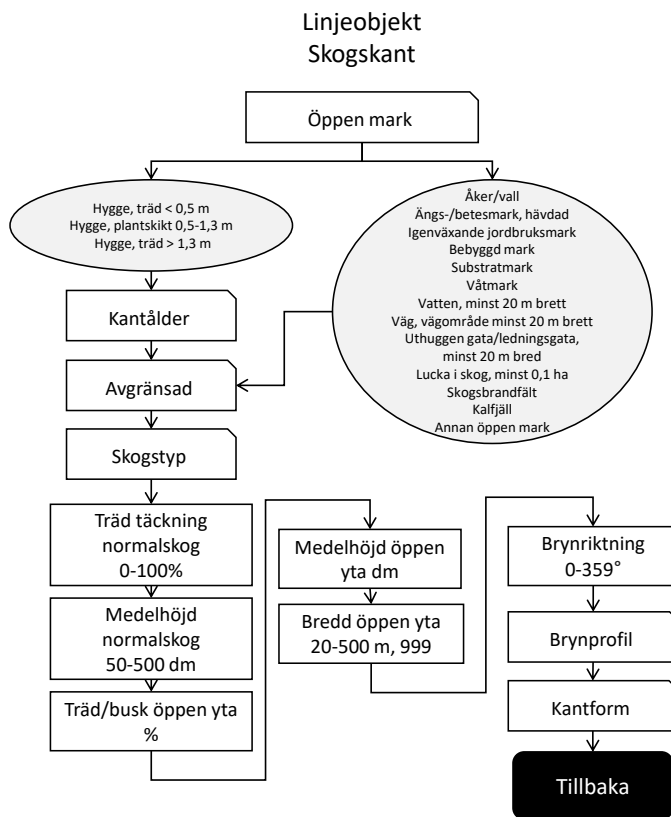 Linjeobjekt
Skogskant
Öppen mark
Hygge, träd < 0,5 m
Hygge, plantskikt 0,5-1,3 m
Hygge, träd > 1,3 m
Åker/vall
Ängs-/betesmark, hävdad
Igenväxande jordbruksmark
Bebyggd mark
Substratmark
Våtmark
Vatten, minst 20 m brett
Väg, vägområde minst 20 m brett
Uthuggen gata/ledningsgata,
minst 20 m bred
Lucka i skog, minst 0,1 ha
Skogsbrandfält
Kalfjäll
Annan öppen mark
Kantålder
Avgränsad
Skogstyp
Träd täckning
normalskog
0-100%
Medelhöjd
normalskog
50-500 dm
Träd/busk öppen yta
%
Medelhöjd öppen
yta dm
Bredd öppen yta
20-500 m, 999
Brynriktning
0-359°
Brynprofil
Kantform
Tillbaka